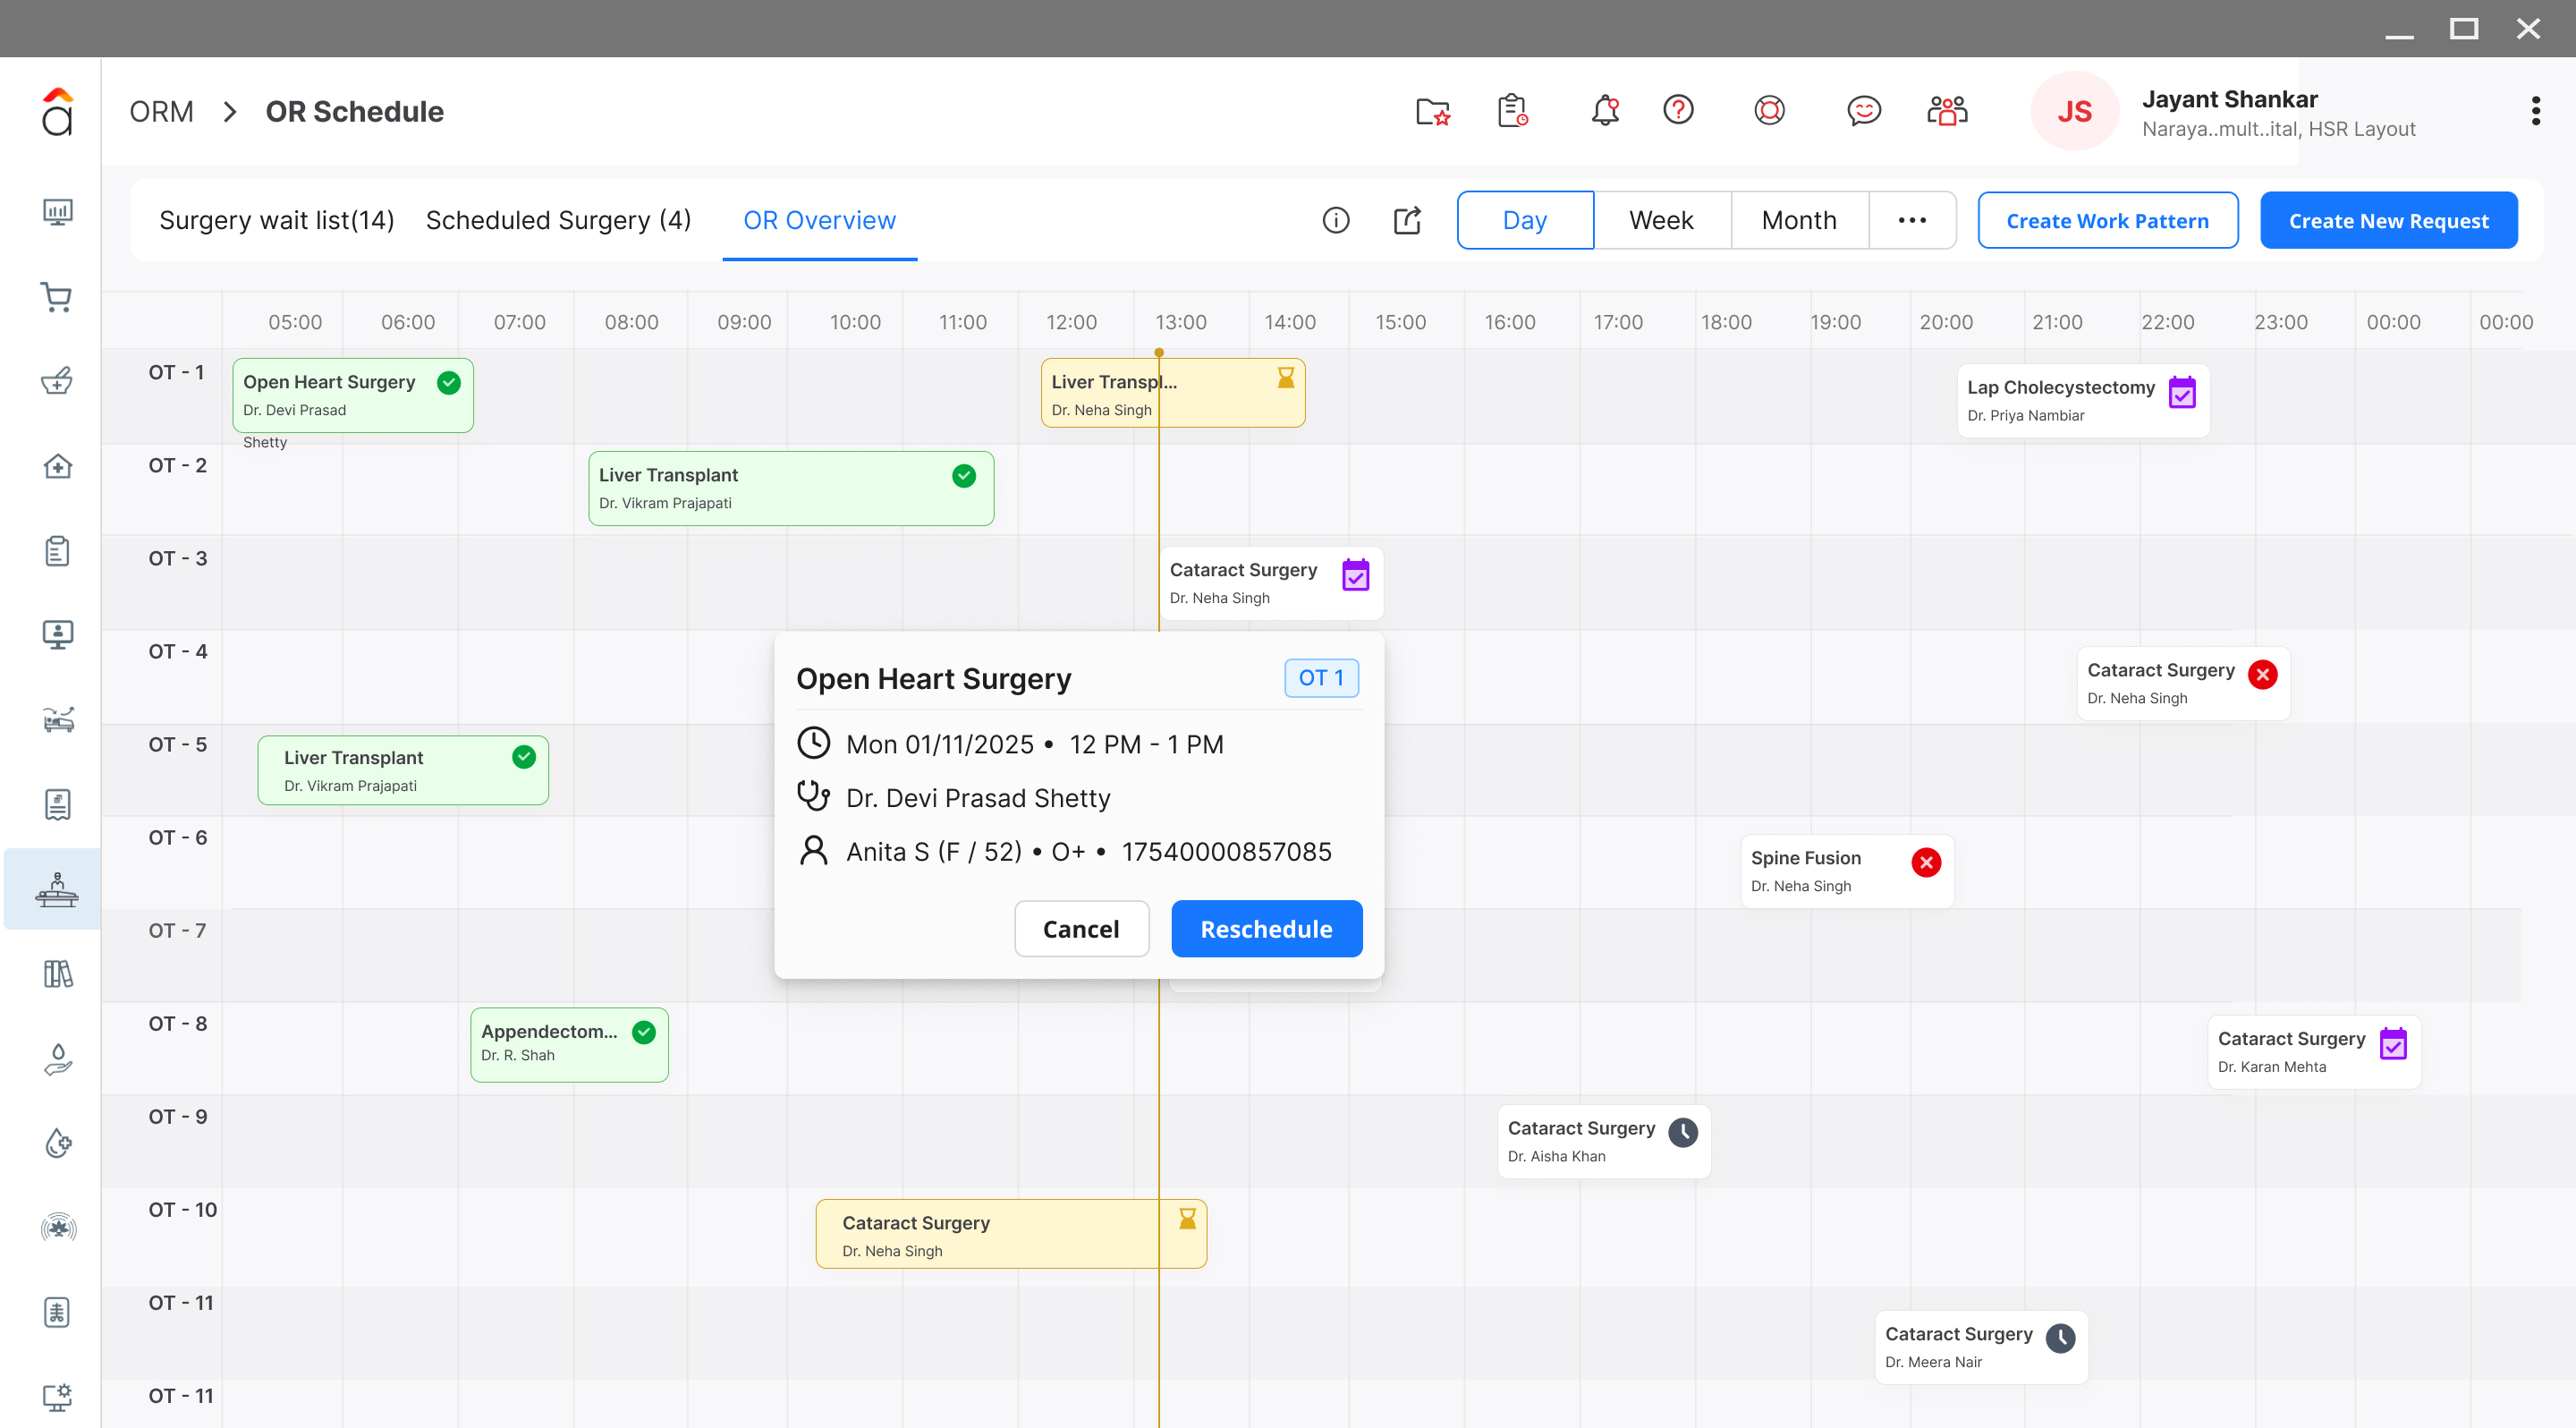 ORM > OR Schedule
JS
Jayant Shankar
Naraya..mult..ital, HSR Layout
Surgery wait list(14) Scheduled Surgery (4) OR Overview
Day Week Month ••• Create Work Pattern Create New Request
05:00 06:00 07:00 08:00 09:00 10:00 11:00 12:00 13:00 14:00 15:00 16:00 17:00 18:00 19:00 20:00 21:00 22:00 23:00 00:00 00:00
OT - 1
Open Heart Surgery
Dr. Devi Prasad
Shetty
Liver Transpl...
Dr. Neha Singh
Lap Cholecystectomy
Dr. Priya Nambiar
OT - 2
Liver Transplant
Dr. Vikram Prajapati
OT - 3
Cataract Surgery
Dr. Neha Singh
OT - 4
Cataract Surgery
Dr. Neha Singh
Open Heart Surgery
OT 1
Mon 01/11/2025 • 12 PM - 1 PM
Dr. Devi Prasad Shetty
Anita S (F / 52) • O+ • 17540000857085
Cancel Reschedule
OT - 5
Liver Transplant
Dr. Vikram Prajapati
OT - 6
Spine Fusion
Dr. Neha Singh
OT - 7
OT - 8
Appendectom...
Dr. R. Shah
Cataract Surgery
Dr. Karan Mehta
OT - 9
Cataract Surgery
Dr. Aisha Khan
OT - 10
Cataract Surgery
Dr. Neha Singh
OT - 11
Cataract Surgery
Dr. Meera Nair
OT - 11